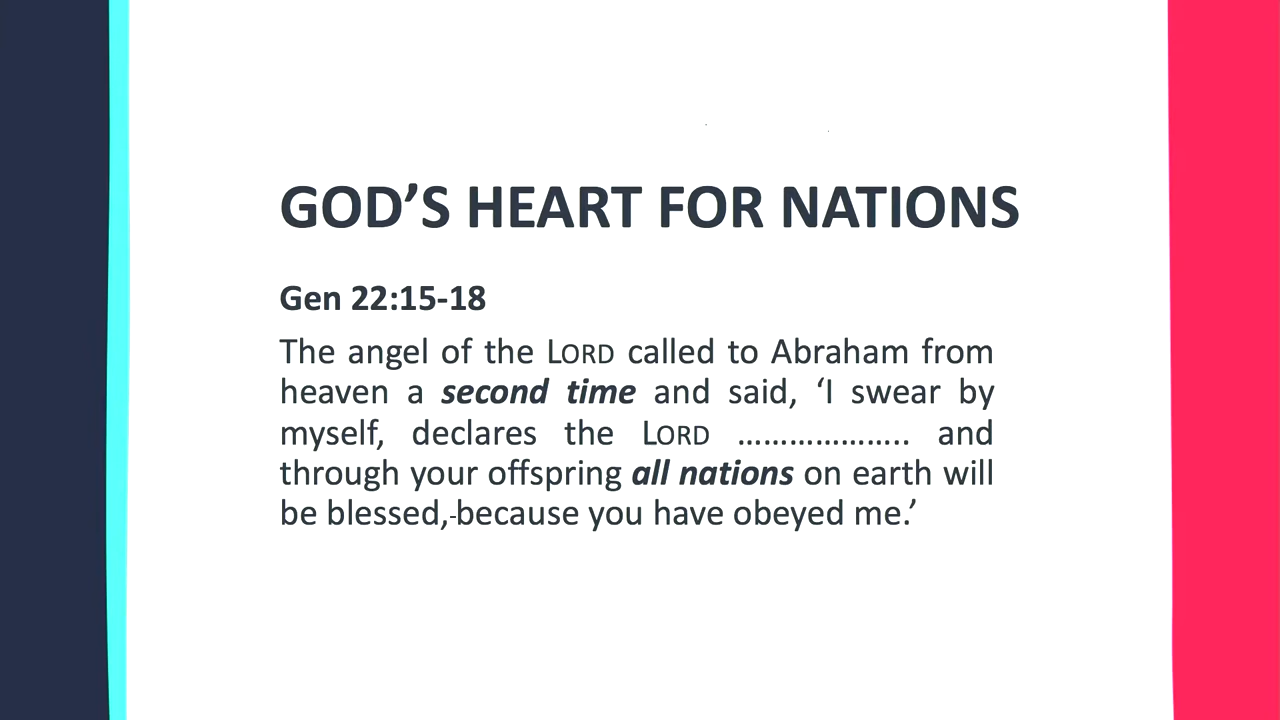 GOD’S HEART FOR NATIONS
Gen 22:15-18
The angel of the LORD called to Abraham from
heaven a second time and said, ‘I swear by
myself, declares the LORD ……………….. and
through your offspring all nations on earth will
be blessed,-because you have obeyed me.’